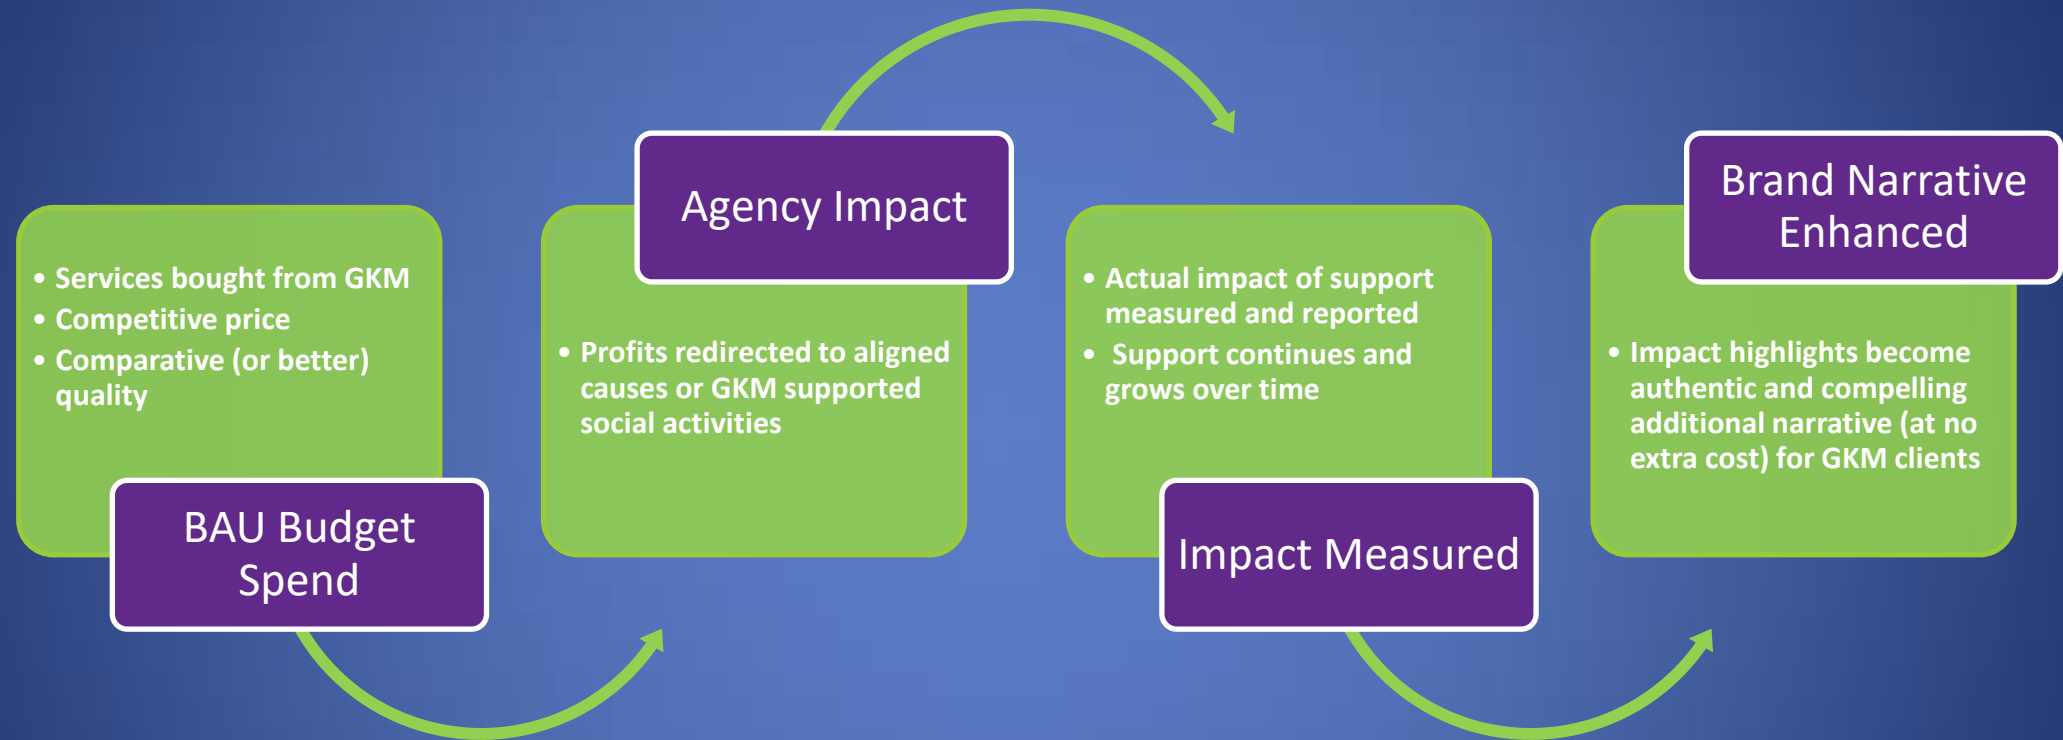 • Services bought from GKM
• Competitive price
• Comparative (or better)
quality
BAU Budget
Spend
Agency Impact
• Profits redirected to aligned
causes or GKM supported
social activities
• Actual impact of support
measured and reported
• Support continues and
grows over time
Impact Measured
Brand Narrative
Enhanced
• Impact highlights become
authentic and compelling
additional narrative (at no
extra cost) for GKM clients